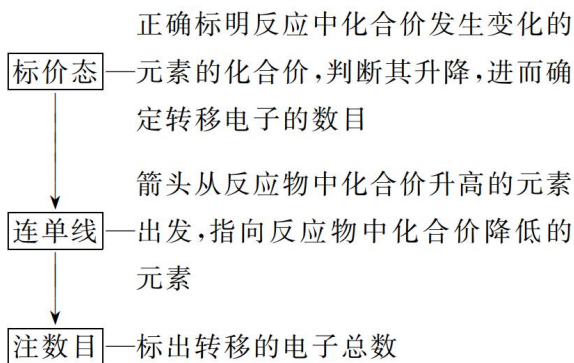 正确标明反应中化合价发生变化的
标价态—元素的化合价,判断其升降,进而确
定转移电子的数目
箭头从反应物中化合价升高的元素
连单线—出发,指向反应物中化合价降低的
元素
注数目—标出转移的电子总数